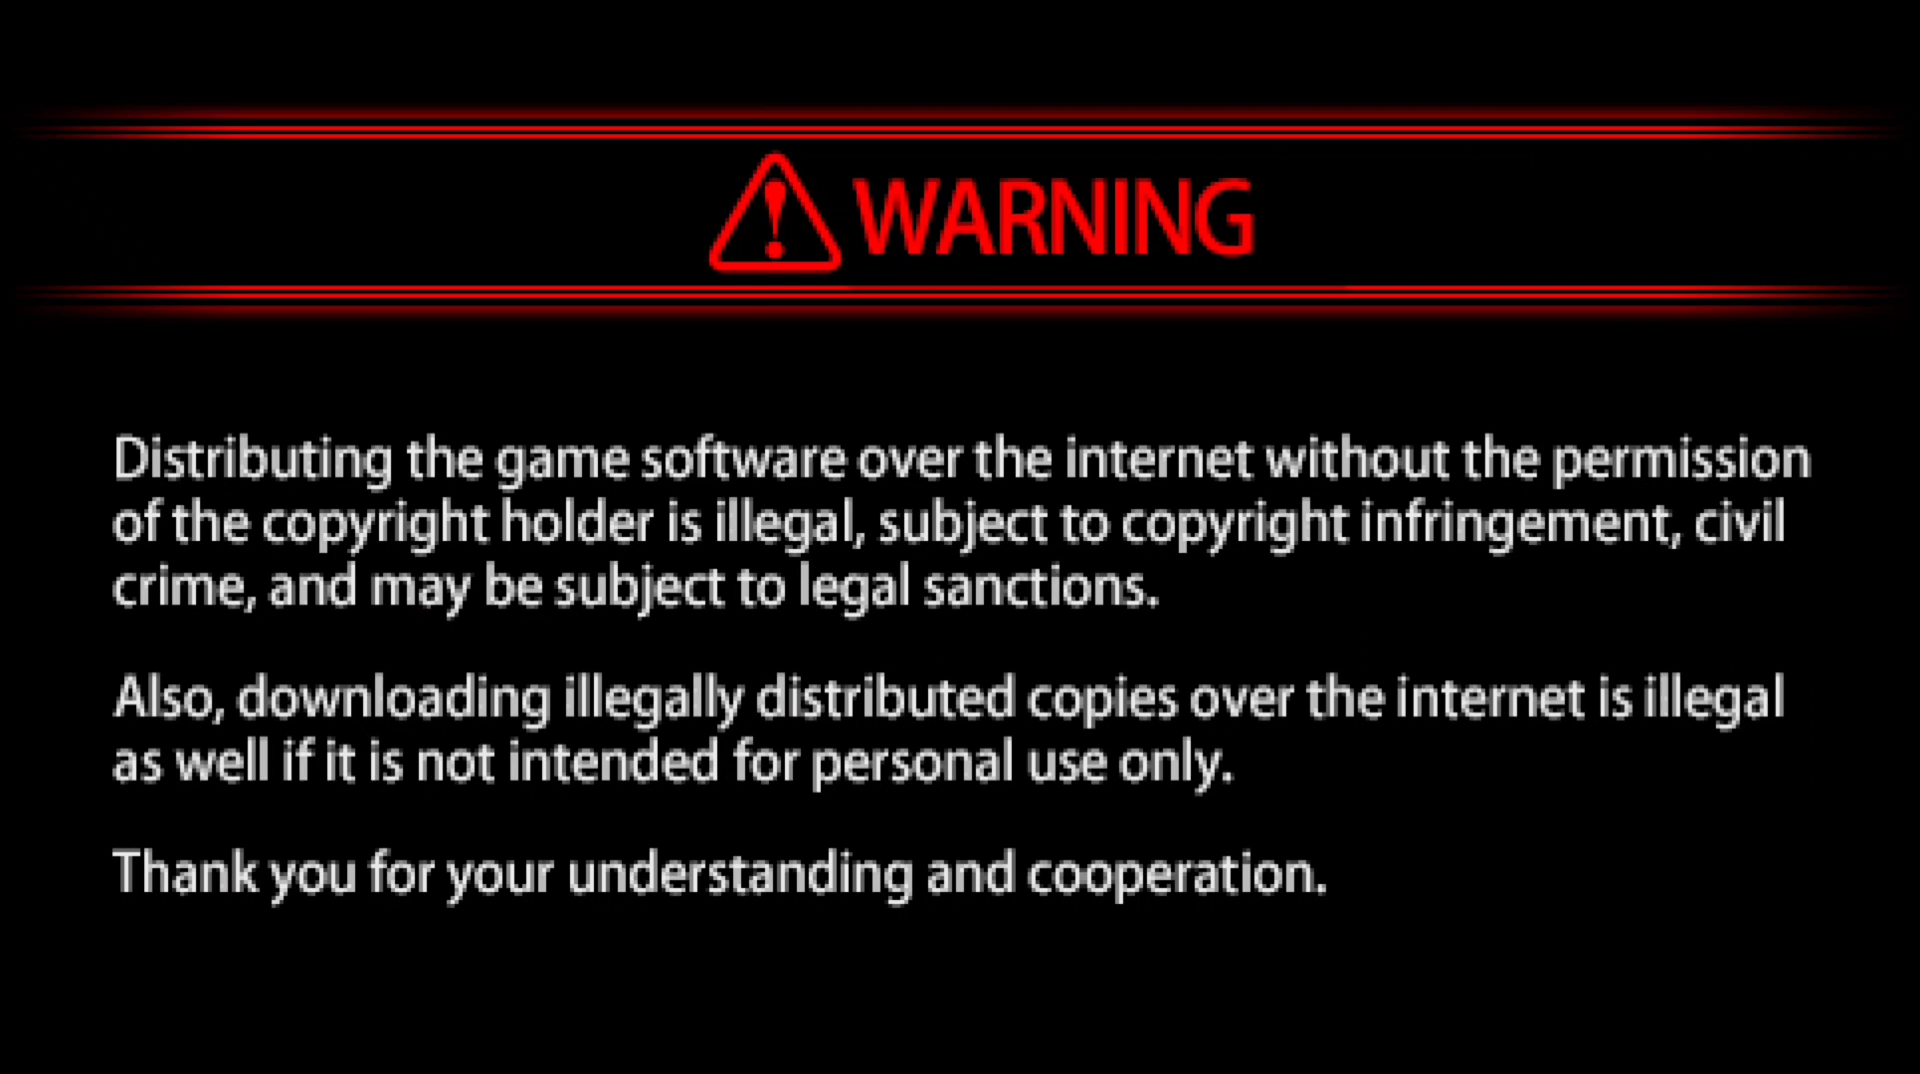 WARNING
Distributing the game software over the internet without the permission
of the copyright holder is illegal, subject to copyright infringement, civil
crime, and may be subject to legal sanctions.
Also, downloading illegally distributed copies over the internet is illegal
as well if it is not intended for personal use only.
Thank you for your understanding and cooperation.